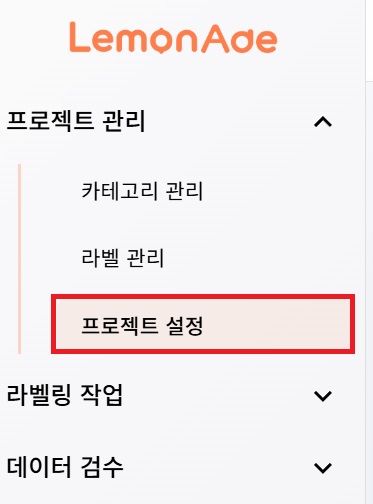 LemonAde
프로젝트 관리
카테고리 관리
라벨 관리
프로젝트 설정
라벨링 작업
데이터 검수